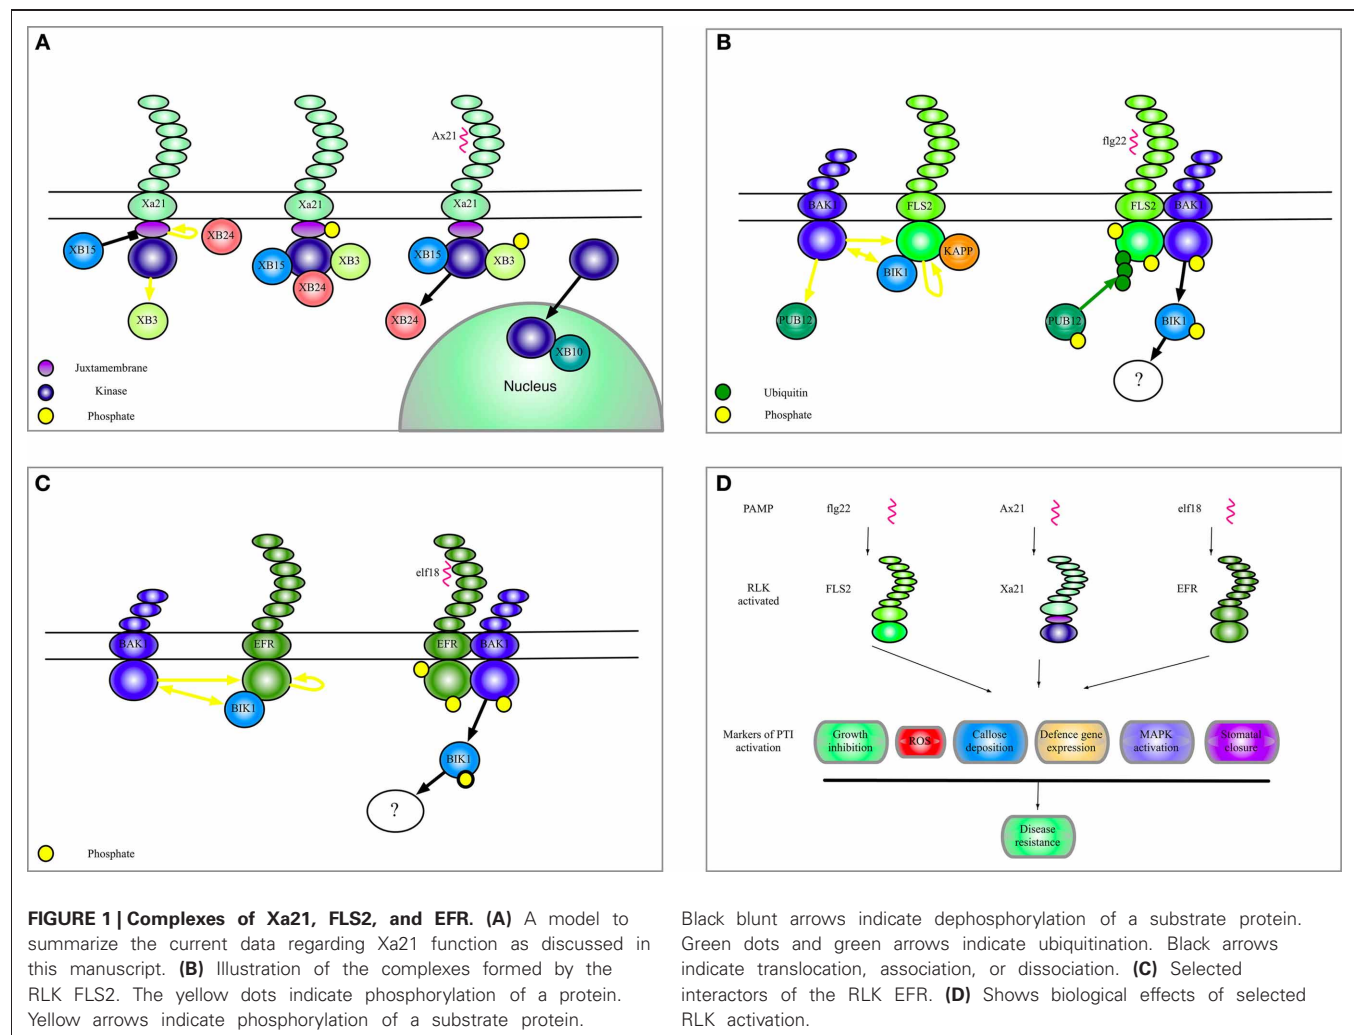 A
Ax21
Xa21
Xa21
Xa21
XB15
XB24
XB15
XB3
XB24
XB15
XB3
XB3
XB24
XB10
Nucleus
Juxtamembrane
Kinase
Phosphate
B
flg22
BAK1
FLS2
FLS2
BAK1
KAPP
BIK1
PUB12
PUB12
BIK1
?
Ubiquitin
Phosphate
C
elf18
BAK1
EFR
EFR
BAK1
BIK1
BIK1
?
Phosphate
D
PAMP
flg22
Ax21
elf18
RLK
activated
FLS2
Xa21
EFR
Markers of PTI
activation
Growth
inhibition
ROS
Callose
deposition
Defence gene
expression
MAPK
activation
Stomatal
closure
Disease
resistance
FIGURE 1 | Complexes of Xa21, FLS2, and EFR. (A) A model to
summarize the current data regarding Xa21 function as discussed in
this manuscript. (B) Illustration of the complexes formed by the
RLK FLS2. The yellow dots indicate phosphorylation of a protein.
Yellow arrows indicate phosphorylation of a substrate protein.
Black blunt arrows indicate dephosphorylation of a substrate protein.
Green dots and green arrows indicate ubiquitination. Black arrows
indicate translocation, association, or dissociation. (C) Selected
interactors of the RLK EFR. (D) Shows biological effects of selected
RLK activation.